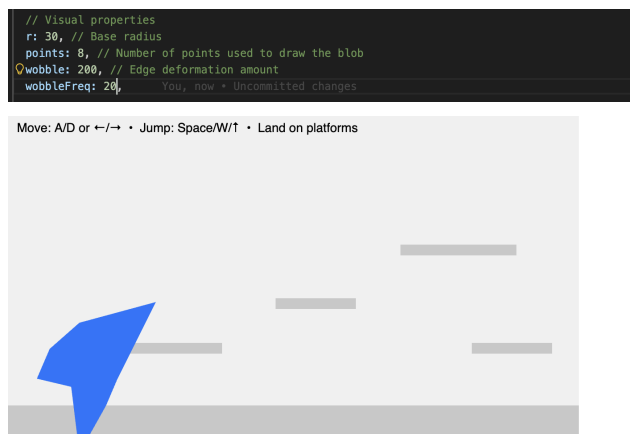 // Visual properties
r: 30, // Base radius
points: 8, // Number of points used to draw the blob
wobble: 200, // Edge deformation amount
wobbleFreq: 20, You, now • Uncommitted changes
Move: A/D or ←/→ • Jump: Space/W/↑ • Land on platforms